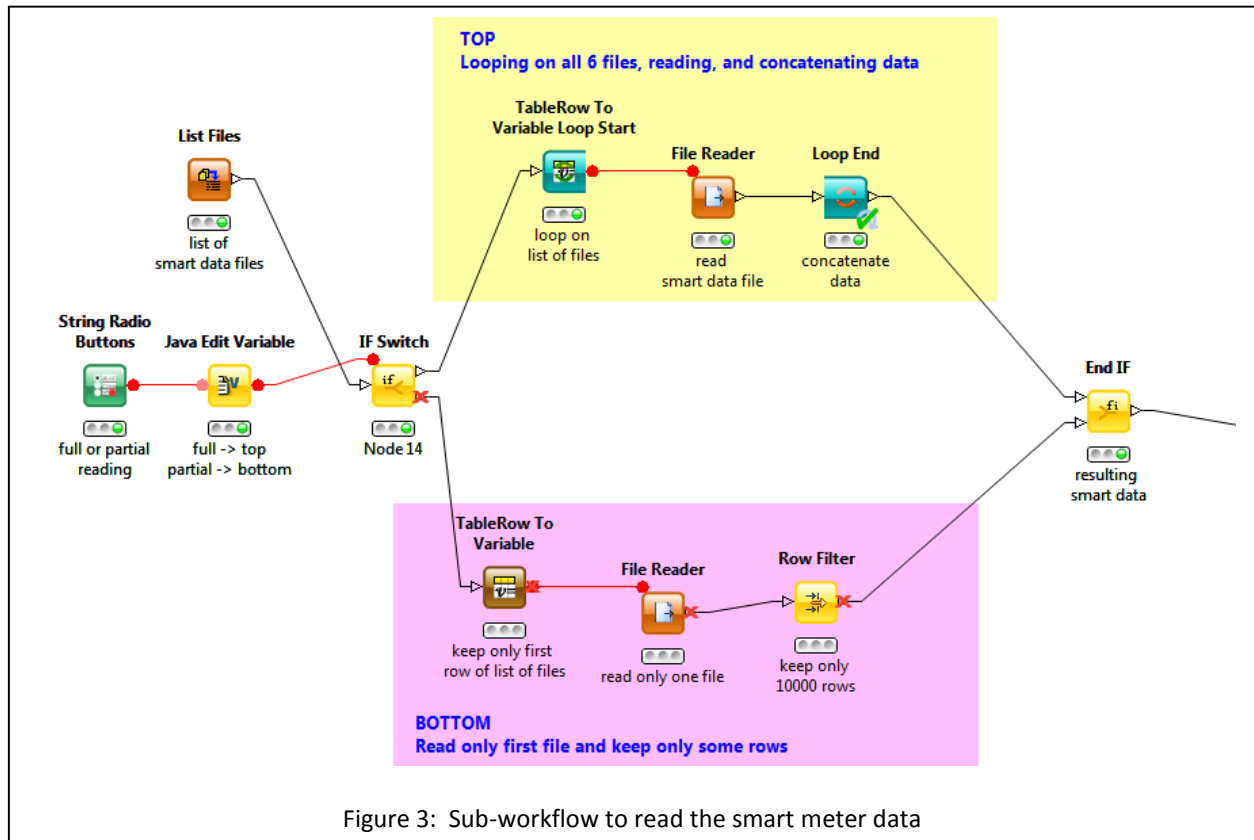 TOP
Looping on all 6 files, reading, and concatenating data
TableRow To
Variable Loop Start
File Reader
Loop End
loop on
list of files
read
smart data file
concatenate
data
List Files
list of
smart data files
String Radio
Buttons
full or partial
reading
Java Edit Variable
full -> top
partial -> bottom
IF Switch
if
Node 14
End IF
fi
resulting
smart data
TableRow To
Variable
keep only first
row of list of files
File Reader
read only one file
Row Filter
keep only
10000 rows
BOTTOM
Read only first file and keep only some rows
Figure 3: Sub-workflow to read the smart meter data